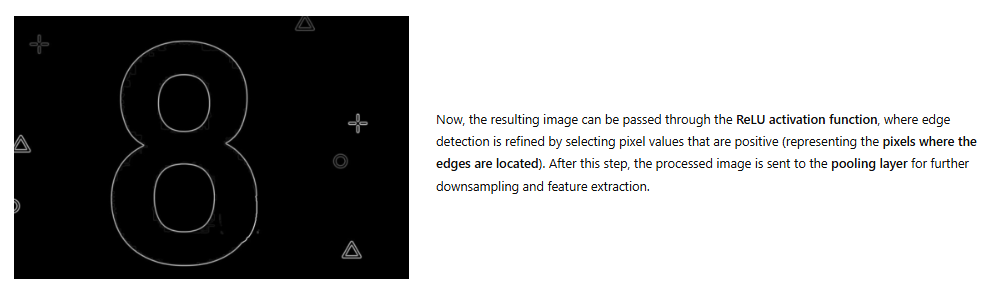 8
Now, the resulting image can be passed through the ReLU activation function, where edge
detection is refined by selecting pixel values that are positive (representing the pixels where the
edges are located). After this step, the processed image is sent to the pooling layer for further
downsampling and feature extraction.